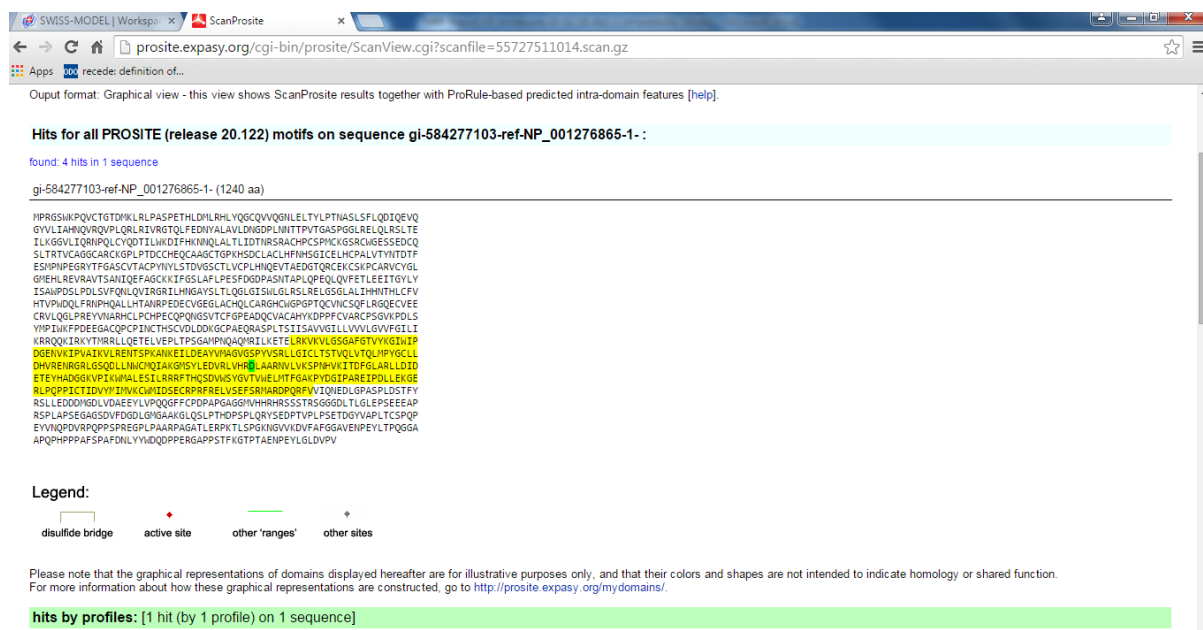 SWISS-MODEL | Workspa
ScanProsite
prosite.expasy.org/cgi-bin/prosite/ScanView.cgi?scanfile=55727511014.scan.gz
Apps
recede: definition of...
Ouput format: Graphical view - this view shows ScanProsite results together with ProRule-based predicted intra-domain features [help].
Hits for all PROSITE (release 20.122) motifs on sequence gi-584277103-ref-NP_001276865-1- :
found: 4 hits in 1 sequence
gi-584277103-ref-NP_001276865-1- (1240 aa)
MPRGSWKPQVCTGTDMKLRLPASPETHLDMLRHLYQGCQVVQGNLELTYLPTNASLSFLQDIQEVQ
GYVLIAHNQVRQVPLQRLRIVRGTQLFEDNYALAVLDNGDPLNNTTPVTGASPGGLRELQLRSLTE
ILKGGVLIQRNPQLCYQDTILWKDIFHKNNQLALTLIDTNRSRACHPCSPMCKGSRCWGESSEDCQ
SLTRTVCAGGCARCKGPLPTDCCHEQCAAGCTGPKHSDCLACLHFNHSGICELHCPALVTYNTDTF
ESMPNPEGRYTFGASCVTACPYNYLSTDVGSCTLVCPLHNQEVTAEDGTQRCEKCSKPCARVCYGL
GMEHLREVRAVTSANIQEFAGCKKIFGSLAFLPESFDGDPASNTAPLQPEQLQVFETLEEITGYLY
ISAWPDSLPDLSVFQNLQVIRGRILHNGAYSLTLQGLGISWLGLRSLRELGSGLALIHHNTHLCFV
HTVPWDQLFRNPHQALLHTANRPEDECVGEGLACHQLCARGHCWGPGPTQCVNCSQFLRGQECVEE
CRVLQGLPREYVNARHCLPCHPECQPQNGSVTCFGPEADQCVACAHYKDPPFCVARCPSGVKPDLS
YMPIWKFPDEEGACQPCPINCTHSCVDLDDKGCPAEQRASPLTSIISAVVGILLVVVLGVVFGILI
KRRQQKIRKYTMRRLLQETELVEPLTPSGAMPNQAQMRILKETELRKVKVLGSGAFGTVYKGIWIP
DGENVKIPVAIKVLRENTSPKANKEILDEAYVMAGVGSPYVSRLLGICLTSTVQLVTQLMPYGCLL
DHVRENRGRLGSQDLLNWCMQIAKGMSYLEDVRLVHRDLAARNVLVKSPNHVKITDFGLARLLDID
ETEYHADGGKVPIKWMALESILRRRFTHQSDVWSYGVTVWELMTFGAKPYDGIPAREIPDLLEKGE
RLPQPPICTIDVYMIMVKCWMIDSECRPRFRELVSEFSRMARDPQRFVVIQNEDLGPASPLDSTFY
RSLLEDDDMGDLVDAEEYLVPQQGFFCPDPAPGAGGMVHHRHRSSSTRSGGGDLTLGLEPSEEEAP
RSPLAPSEGAGSDVFDGDLGMGAAKGLQSLPTHDPSPLQRYSEDPTVPLPSETDGYVAPLTCSPQP
EYVNQPDVRPQPPSPREGPLPAARPAGATLERPKTLSPGKNGVVKDVFAFGGAVENPEYLTPQGGA
APQPHPPPAFSPAFDNLYYWDQDPPERGAPPSTFKGTPTAENPEYLGLDVPV
Legend:
disulfide bridge active site other 'ranges' other sites
Please note that the graphical representations of domains displayed hereafter are for illustrative purposes only, and that their colors and shapes are not intended to indicate homology or shared function.
For more information about how these graphical representations are constructed, go to http://prosite.expasy.org/mydomains/.
hits by profiles: [1 hit (by 1 profile) on 1 sequence]